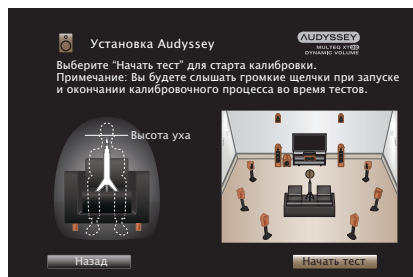 Установка Audyssey
AUDYSSEY
MULTEQ XT32
DYNAMIC VOLUME
Выберите “Начать тест” для старта калибровки.
Примечание: Вы будете слышать громкие щелчки при запуске
и окончании калибровочного процесса во время тестов.
Высота уха
Назад
Начать тест